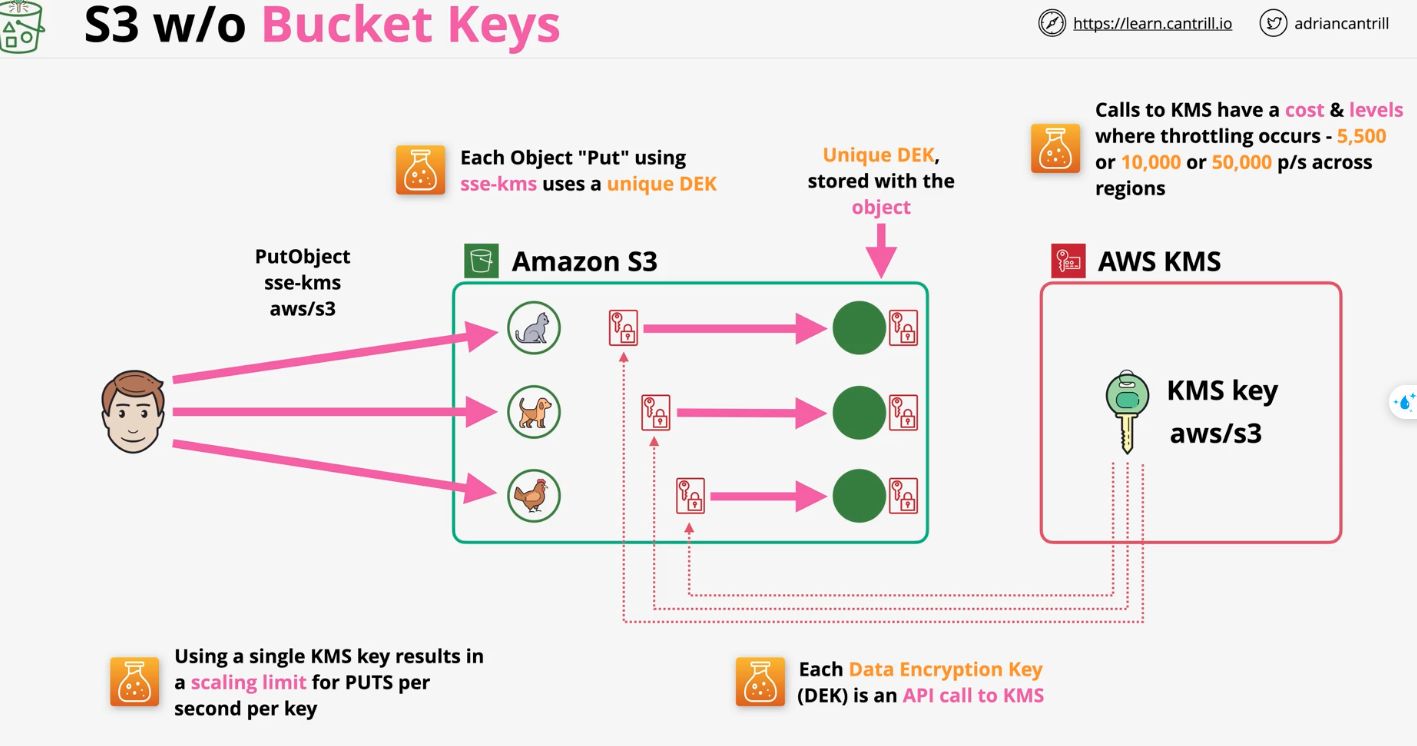 S3 w/o Bucket Keys
https://learn.cantrill.io
adriancantrill
Each Object "Put" using
sse-kms uses a unique DEK
Unique DEK,
stored with the
object
Calls to KMS have a cost & levels
where throttling occurs - 5,500
or 10,000 or 50,000 p/s across
regions
PutObject
sse-kms
aws/s3
Amazon S3
AWS KMS
KMS key
aws/s3
Using a single KMS key results in
a scaling limit for PUTS per
second per key
Each Data Encryption Key
(DEK) is an API call to KMS